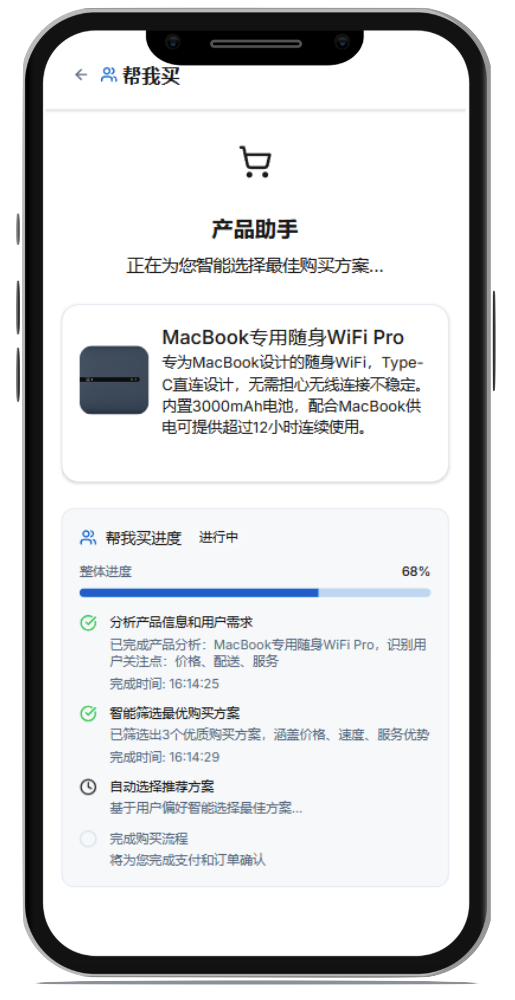 帮我买
产品助手
正在为您智能选择最佳购买方案...
MacBook专用随身WiFi Pro
专为MacBook设计的随身WiFi，Type-
C直连设计，无需担心无线连接不稳定。
内置3000mAh电池，配合MacBook供
电可提供超过12小时连续使用。
帮我买进度 进行中
整体进度 68%
分析产品信息和用户需求
已完成产品分析：MacBook专用随身WiFi Pro，识别用
户关注点：价格、配送、服务
完成时间: 16:14:25
智能筛选最优购买方案
已筛选出3个优质购买方案，涵盖价格、速度、服务优势
完成时间: 16:14:29
自动选择推荐方案
基于用户偏好智能选择最佳方案...
完成购买流程
将为您完成支付和订单确认